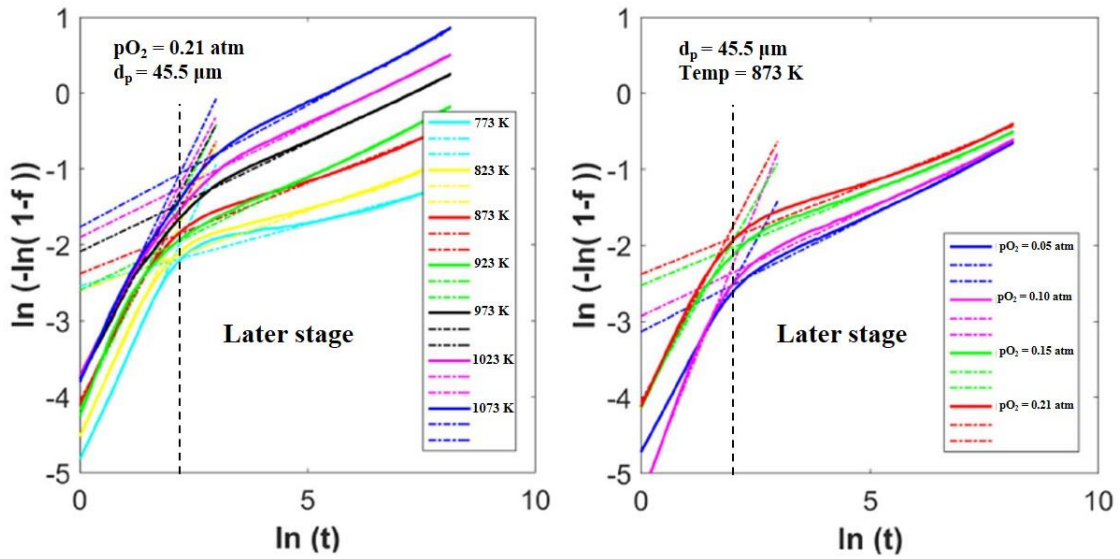 pO₂ = 0.21 atm
dₚ = 45.5 µm
1
0
-1
-2
-3
-4
-5
ln (-ln( 1-f ))
773 K
823 K
873 K
923 K
973 K
1023 K
1073 K
Later stage
0
5
10
ln (t)
dₚ = 45.5 µm
Temp = 873 K
1
0
-1
-2
-3
-4
-5
ln (-ln( 1-f ))
pO₂ = 0.05 atm
pO₂ = 0.10 atm
pO₂ = 0.15 atm
pO₂ = 0.21 atm
Later stage
0
5
10
ln (t)